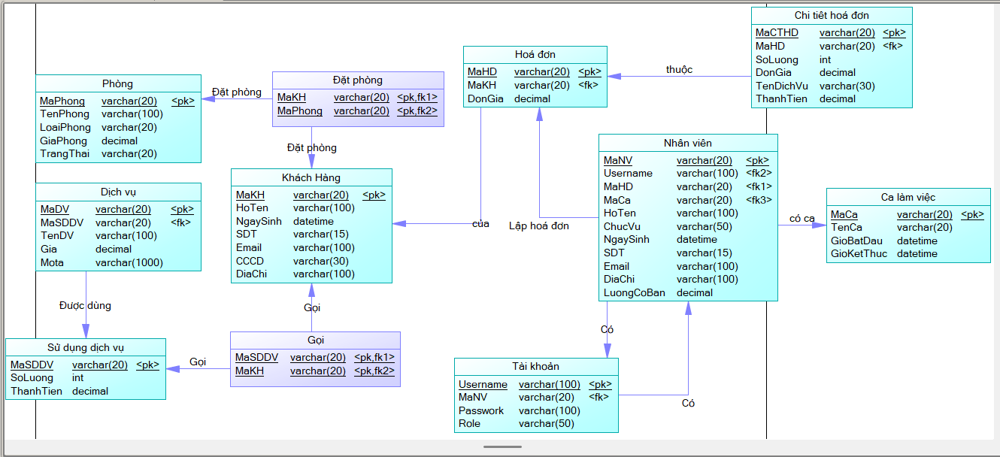 Chi tiêt hoá đơn
MaCTHD varchar(20) <pk>
MaHD varchar(20) <fk>
SoLuong int
DonGia decimal
TenDichVu varchar(30)
ThanhTien decimal
thuộc
Hoá đơn
MaHD varchar(20) <pk>
MaKH varchar(20) <fk>
DonGia decimal
Đặt phòng
MaKH varchar(20) <pk,fk1>
MaPhong varchar(20) <pk,fk2>
Đặt phòng
Phòng
MaPhong varchar(20) <pk>
TenPhong varchar(100)
LoaiPhong varchar(20)
GiaPhong decimal
TrangThai varchar(20)
Đặt phòng
Khách Hàng
MaKH varchar(20) <pk>
HoTen varchar(100)
NgaySinh datetime
SDT varchar(15)
Email varchar(100)
CCCD varchar(30)
DiaChi varchar(100)
của
Lập hoá đơn
Nhân viên
MaNV varchar(20) <pk>
Username varchar(100) <fk2>
MaHD varchar(20) <fk1>
MaCa varchar(20) <fk3>
HoTen varchar(100)
ChucVu varchar(50)
NgaySinh datetime
SDT varchar(15)
Email varchar(100)
DiaChi varchar(100)
LuongCoBan decimal
có ca
Ca làm việc
MaCa varchar(20) <pk>
TenCa varchar(20)
GioBatDau datetime
GioKetThuc datetime
Dịch vụ
MaDV varchar(20) <pk>
MaSDDV varchar(20) <fk>
TenDV varchar(100)
Gia decimal
Mota varchar(1000)
Được dùng
Gọi
Sử dụng dịch vụ
MaSDDV varchar(20) <pk>
SoLuong int
ThanhTien decimal
Gọi
Gọi
MaSDDV varchar(20) <pk,fk1>
MaKH varchar(20) <pk,fk2>
Có
Tài khoản
Username varchar(100) <pk>
MaNV varchar(20) <fk>
Passwork varchar(100)
Role varchar(50)
Có